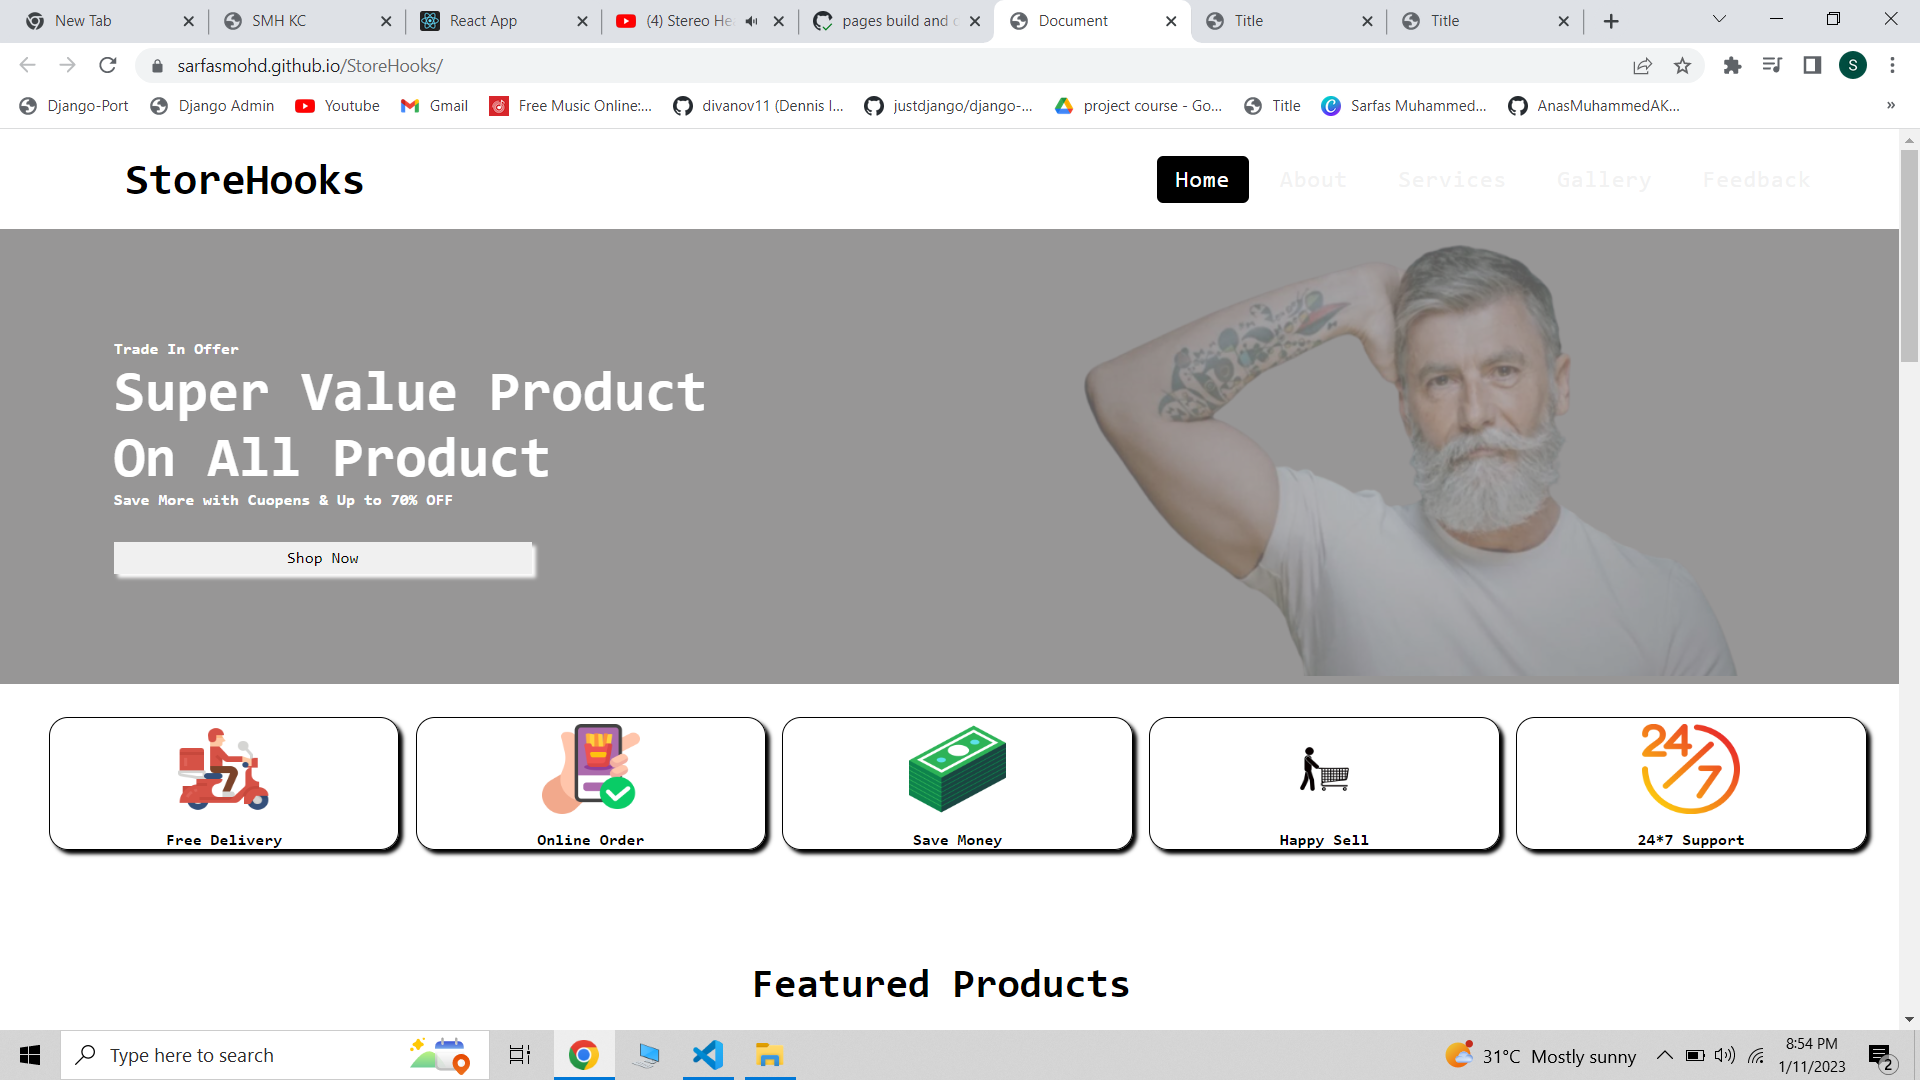 New Tab
SMH KC
React App
(4) Stereo He
pages build and
Document
Title
Title
sarfasmohd.github.io/StoreHooks/
S
Django-Port
Django Admin
Youtube
Gmail
Free Music Online:...
divanov11 (Dennis I...
justdjango/django-...
project course - Go...
Title
Sarfas Muhammed...
AnasMuhammedAK...
»
StoreHooks
Home
About
Services
Gallery
Feedback
Trade In Offer
Super Value Product
On All Product
Save More with Cuopens & Up to 70% OFF
Shop Now
24/7
Free Delivery
Online Order
Save Money
Happy Sell
24*7 Support
Featured Products
Type here to search
31°C Mostly sunny
8:54 PM
1/11/2023
2